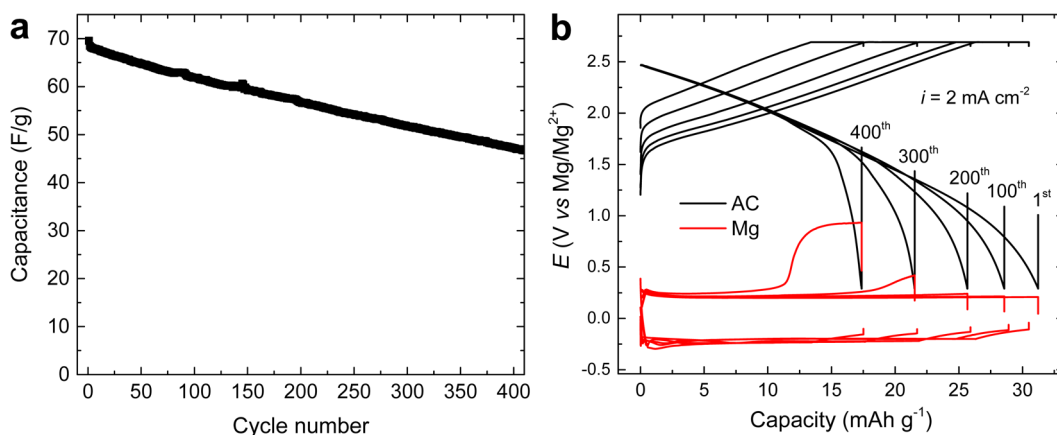 a
70
60
50
40
30
20
10
0
Capacitance (F/g)
0 50 100 150 200 250 300 350 400
Cycle number
b
2.5
2.0
1.5
1.0
0.5
0.0
-0.5
E (V vs Mg/Mg²⁺)
i = 2 mA cm⁻²
400ᵗʰ
300ᵗʰ
200ᵗʰ
100ᵗʰ
1ˢᵗ
AC
Mg
0 5 10 15 20 25 30
Capacity (mAh g⁻¹)